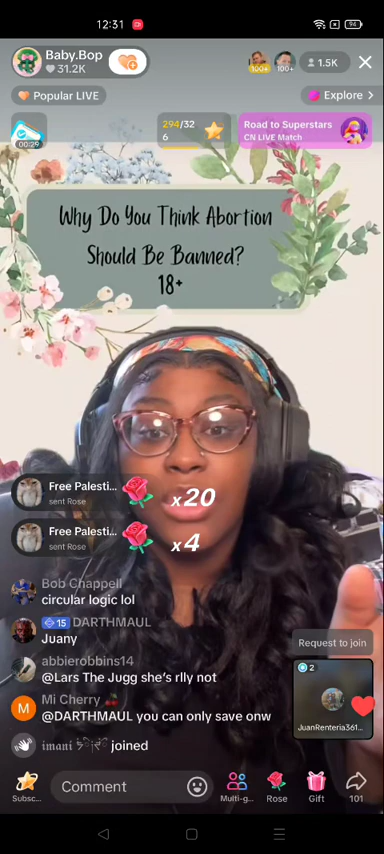 12:31
94
Baby.Bop
31.2K
100+
100+
1.5K
Popular LIVE
Explore >
00:29
294/32
6
Road to Superstars
CN LIVE Match
Why Do You Think Abortion
Should Be Banned?
18+
Free Palesti...
sent Rose
x20
Free Palesti...
sent Rose
x4
Bob Chappell
circular logic lol
15 DARTHMAUL
Juany
abbierobbins14
@Lars The Jugg she's rlly not
M
Mi Cherry 🍒
@DARTHMAUL you can only save onw
joined
Request to join
2
JuanRenteria361...
Subsc...
Comment
Multi-g...
Rose
Gift
101